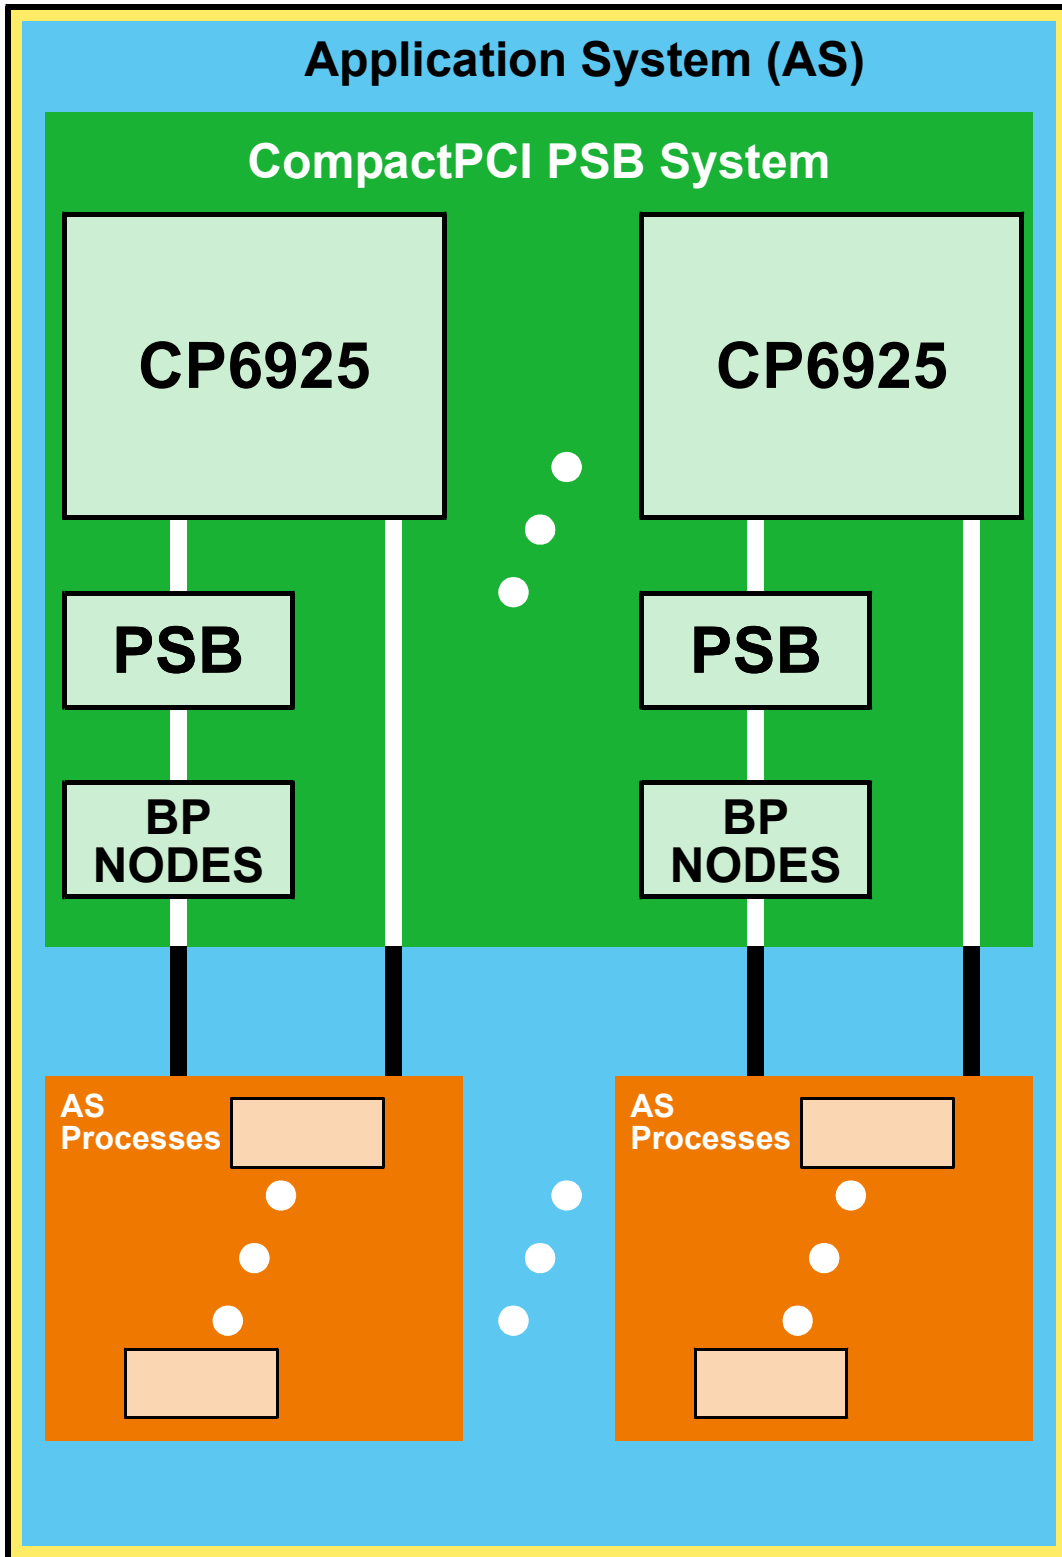 Application System (AS)
CompactPCI PSB System
CP6925
CP6925
PSB
PSB
BP
NODES
BP
NODES
AS
Processes
AS
Processes